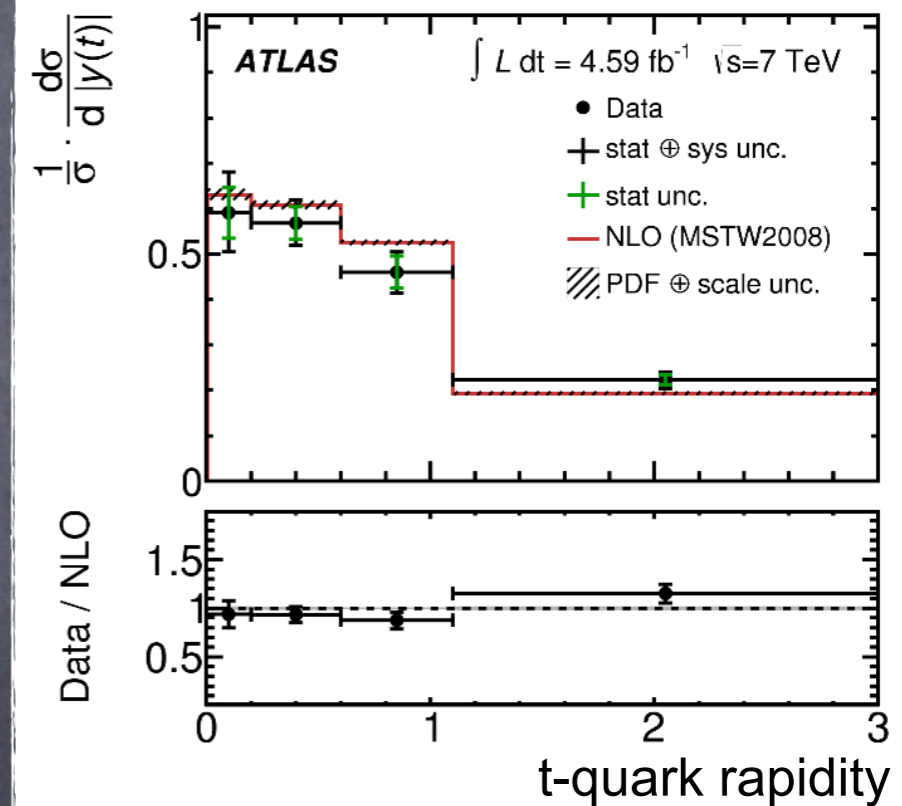 1/σ · dσ/d |y(t)|
1
ATLAS ∫ L dt = 4.59 fb⁻¹ √s=7 TeV
Data
stat ⊕ sys unc.
stat unc.
NLO (MSTW2008)
PDF ⊕ scale unc.
0.5
0
Data / NLO
1.5
1
0.5
0 1 2 3
t-quark rapidity